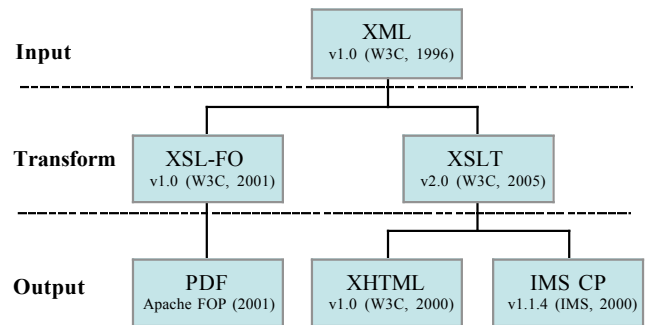 Input
XML
v1.0 (W3C, 1996)
Transform
XSL-FO
v1.0 (W3C, 2001)
XSLT
v2.0 (W3C, 2005)
Output
PDF
Apache FOP (2001)
XHTML
v1.0 (W3C, 2000)
IMS CP
v1.1.4 (IMS, 2000)